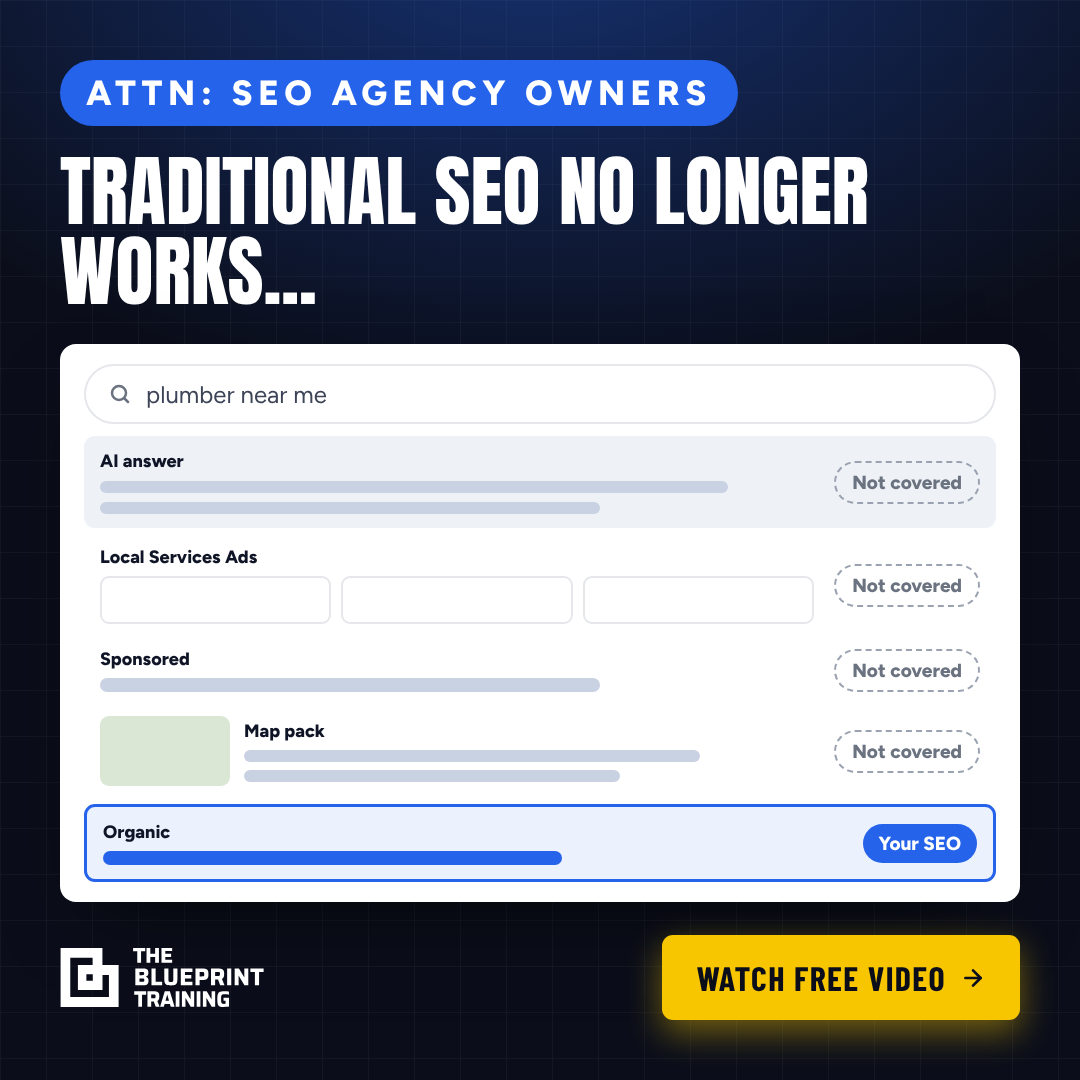 ATTN: SEO AGENCY OWNERS
TRADITIONAL SEO NO LONGER
WORKS...
plumber near me
AI answer
Not covered
Local Services Ads
Not covered
Sponsored
Not covered
Map pack
Not covered
Organic
Your SEO
THE
BLUEPRINT
TRAINING
WATCH FREE VIDEO →